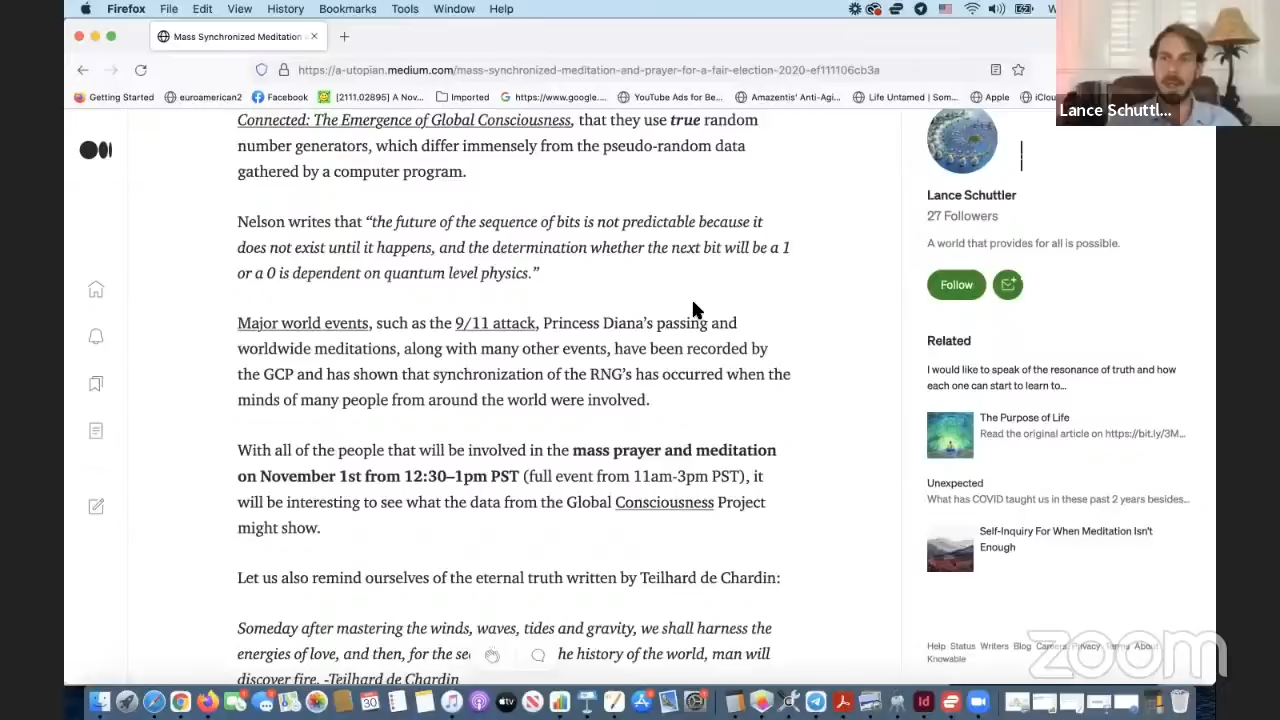 Firefox File Edit View History Bookmarks Tools Window Help
Mass Synchronized Meditation
https://a-utopian.medium.com/mass-synchronized-meditation-and-prayer-for-a-fair-election-2020-ef111106cb3a
Getting Started euroamerican2 Facebook [2111.02895] A Nov... Imported https://www.google.... YouTube Ads for Be... Amazentis' Anti-Agi... Life Untamed | Som... Apple iClou
Lance Schuttl...
Connected: The Emergence of Global Consciousness, that they use true random
number generators, which differ immensely from the pseudo-random data
gathered by a computer program.
Nelson writes that “the future of the sequence of bits is not predictable because it
does not exist until it happens, and the determination whether the next bit will be a 1
or a 0 is dependent on quantum level physics.”
Major world events, such as the 9/11 attack, Princess Diana’s passing and
worldwide meditations, along with many other events, have been recorded by
the GCP and has shown that synchronization of the RNG’s has occurred when the
minds of many people from around the world were involved.
With all of the people that will be involved in the mass prayer and meditation
on November 1st from 12:30–1pm PST (full event from 11am-3pm PST), it
will be interesting to see what the data from the Global Consciousness Project
might show.
Let us also remind ourselves of the eternal truth written by Teilhard de Chardin:
Someday after mastering the winds, waves, tides and gravity, we shall harness the
energies of love, and then, for the se he history of the world, man will
discover fire. -Teilhard de Chardin
Lance Schuttler
27 Followers
A world that provides for all is possible.
Follow
Related
I would like to speak of the resonance of truth and how
each one can start to learn to...
The Purpose of Life
Read the original article on https://bit.ly/3M...
Unexpected
What has COVID taught us in these past 2 years besides...
Self-Inquiry For When Meditation Isn't
Enough
Help Status Writers Blog Careers Privacy Terms About
Knowable
zoom